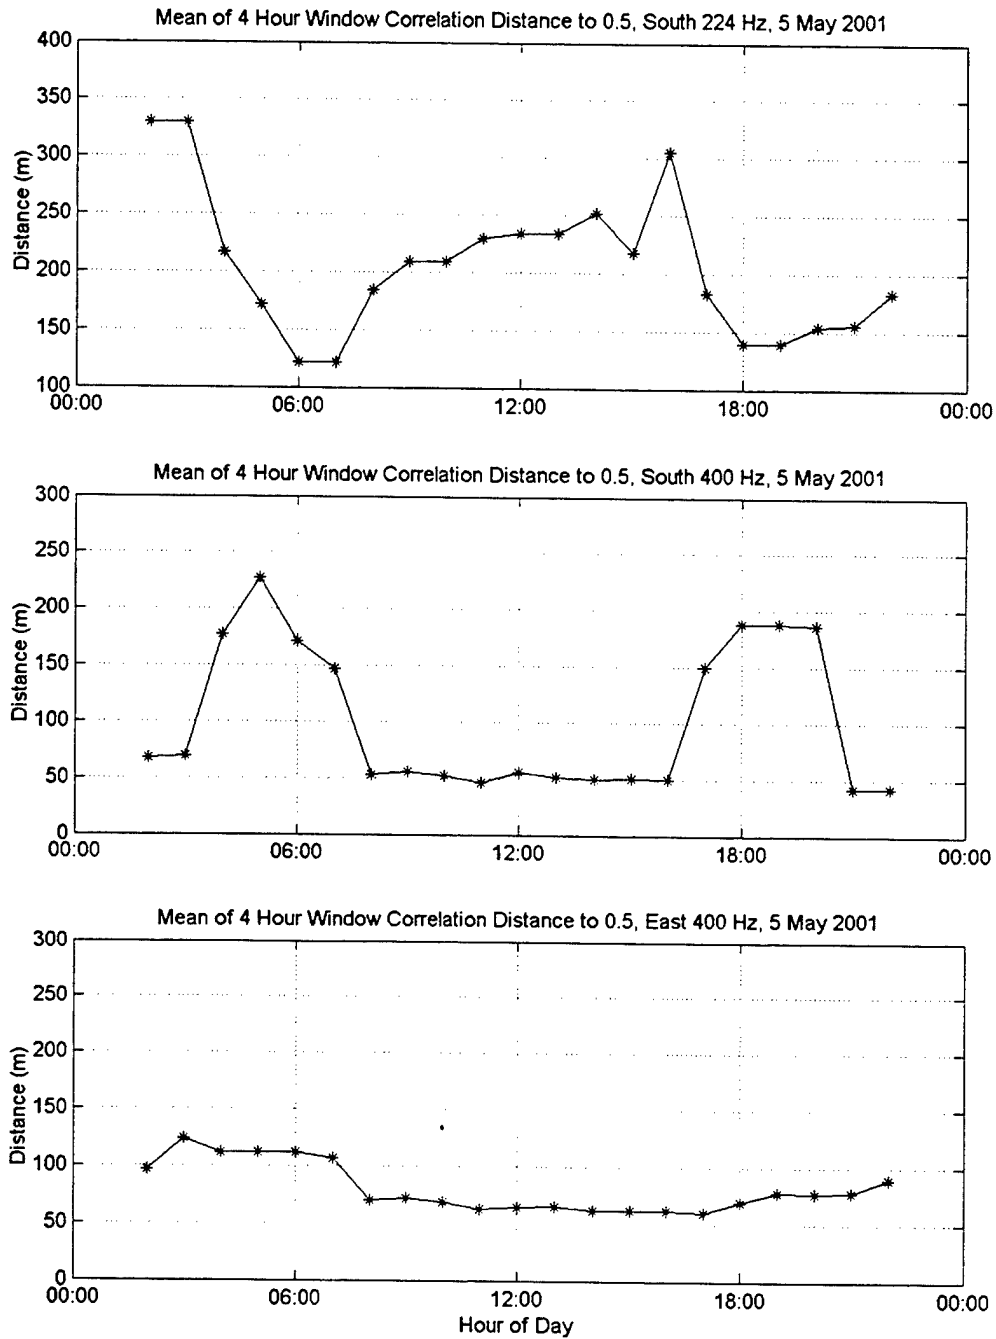 Mean of 4 Hour Window Correlation Distance to 0.5, South 224 Hz, 5 May 2001
400
350
300
250
200
150
100
Distance (m)
00:00 06:00 12:00 18:00 00:00
Mean of 4 Hour Window Correlation Distance to 0.5, South 400 Hz, 5 May 2001
300
250
200
150
100
50
0
Distance (m)
00:00 06:00 12:00 18:00 00:00
Mean of 4 Hour Window Correlation Distance to 0.5, East 400 Hz, 5 May 2001
300
250
200
150
100
50
0
Distance (m)
00:00 06:00 12:00 18:00 00:00
Hour of Day